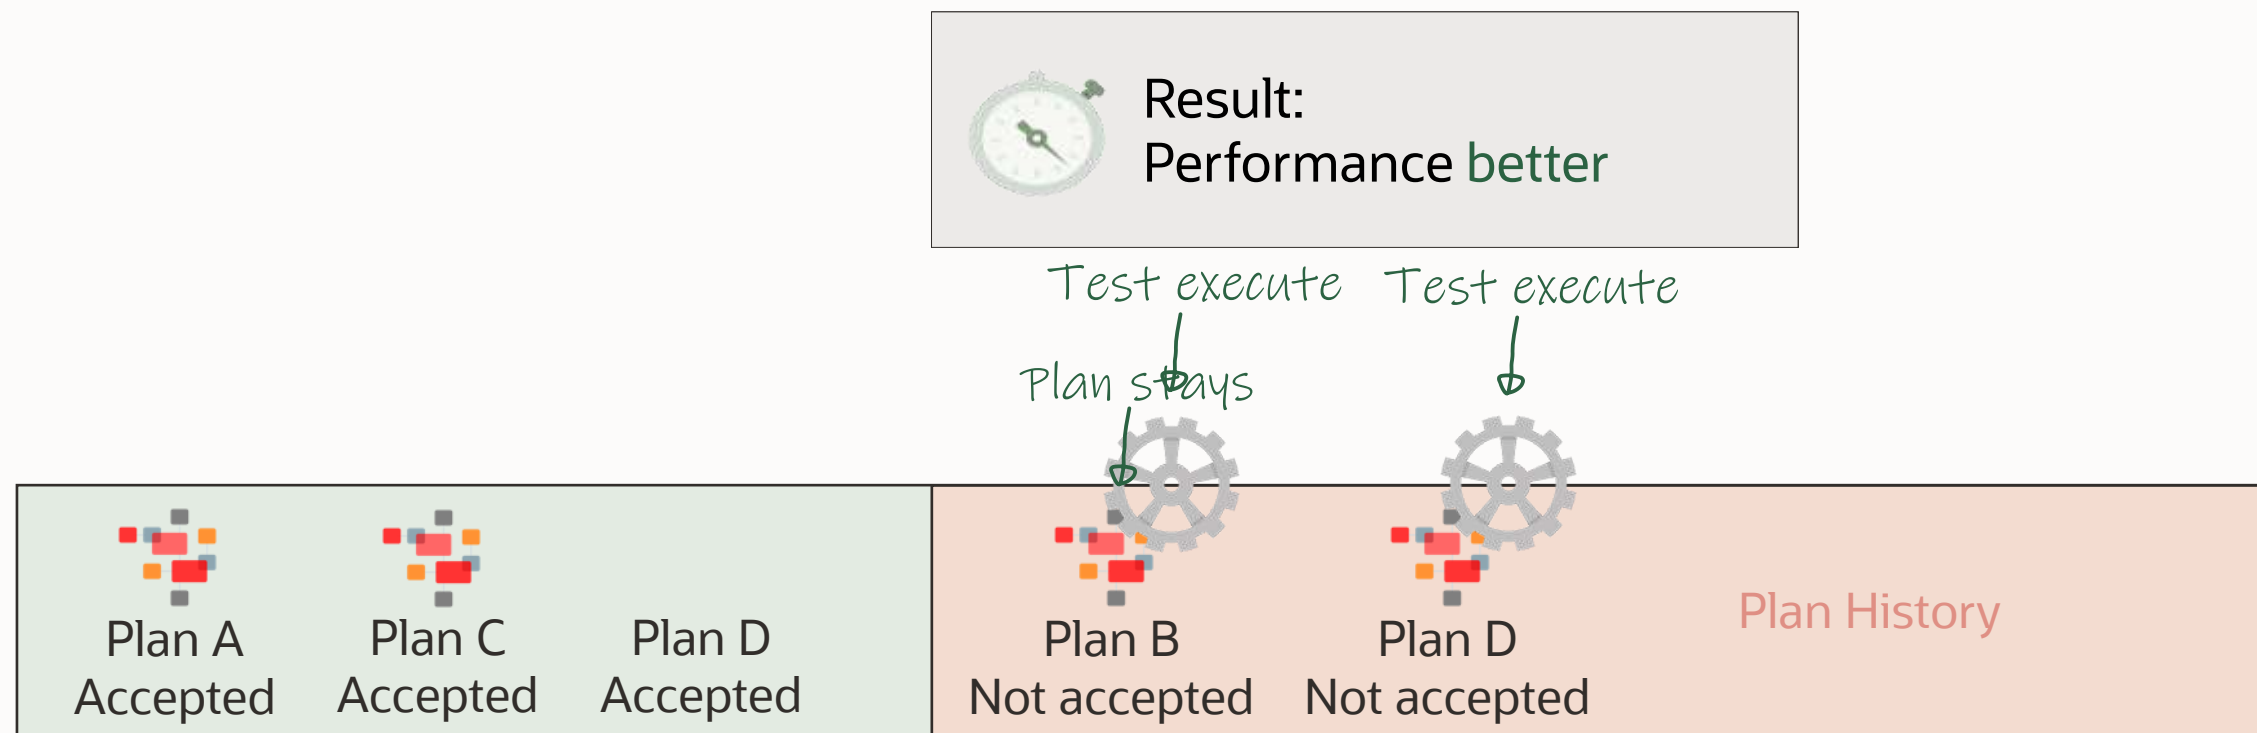 Result:
Performance better
Test execute
Test execute
Plan stays
Plan A
Accepted
Plan C
Accepted
Plan D
Accepted
Plan B
Not accepted
Plan D
Not accepted
Plan History